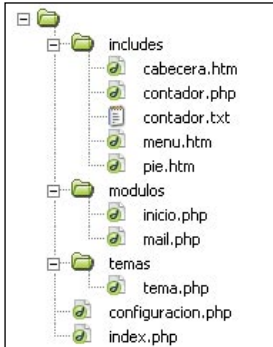 includes
cabecera.htm
contador.php
contador.txt
menu.htm
pie.htm
modulos
inicio.php
mail.php
temas
tema.php
configuracion.php
index.php